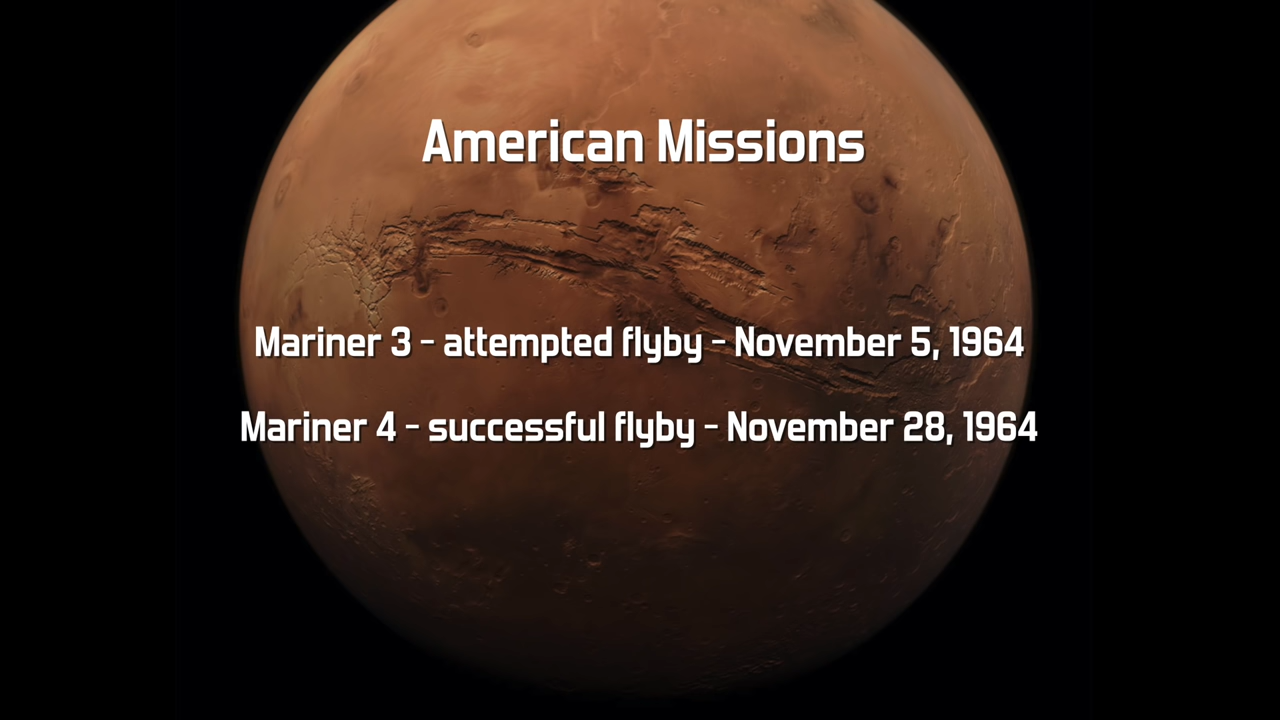 American Missions
Mariner 3 - attempted flyby - November 5, 1964
Mariner 4 - successful flyby - November 28, 1964